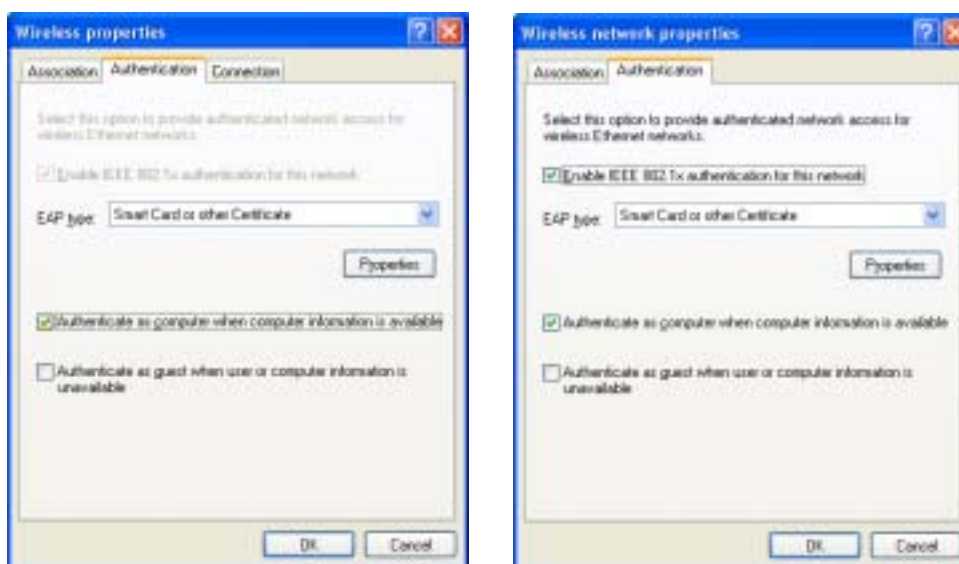 Wireless properties
Association Authentication Connection
Select this option to provide authenticated network access for
wireless Ethernet networks.
Enable IEEE 802.1x authentication for this network
EAP type: Smart Card or other Certificate
Properties
Authenticate as computer when computer information is available
Authenticate as guest when user or computer information is
unavailable
OK Cancel
Wireless network properties
Association Authentication
Select this option to provide authenticated network access for
wireless Ethernet networks.
Enable IEEE 802.1x authentication for this network
EAP type: Smart Card or other Certificate
Properties
Authenticate as computer when computer information is available
Authenticate as guest when user or computer information is
unavailable
OK Cancel